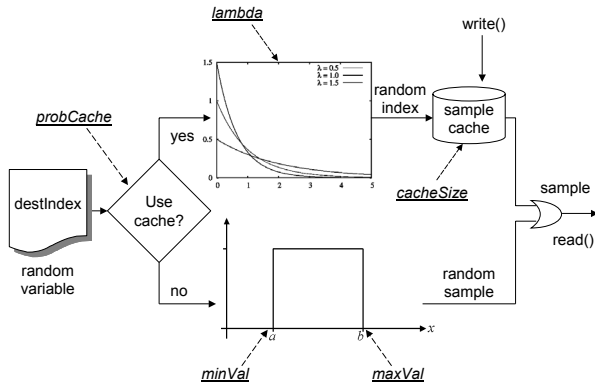 lambda
write()
1.5
λ = 0.5
λ = 1.0
λ = 1.5
1
0.5
0
0
1
2
3
4
5
random
index
sample
cache
probCache
yes
cacheSize
destIndex
Use
cache?
sample
read()
random
variable
no
random
sample
a
b
x
minVal
maxVal